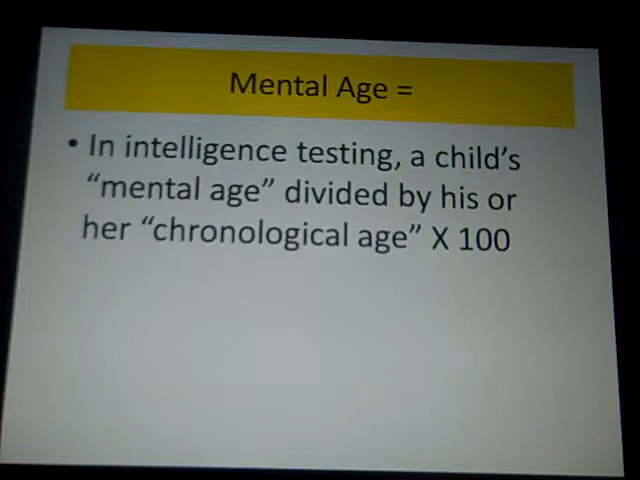 Mental Age =
• In intelligence testing, a child’s
“mental age” divided by his or
her “chronological age” X 100